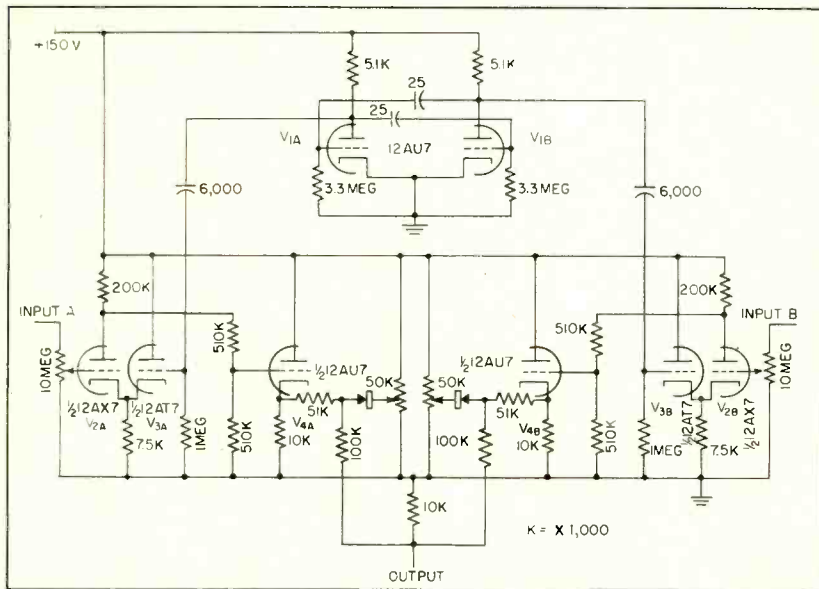 +150 V
5.1K
5.1K
25
25
V1A
12AU7
V1B
3.3 MEG
3.3 MEG
6,000
6,000
200K
200K
INPUT A
INPUT B
10MEG
510K
510K
10MEG
½12AU7
50K
50K
½12AU7
½12AX7
V2A
½12AT7
V3A
51K
51K
V3B
½12AT7
V2B
½12AX7
7.5K
1MEG
510K
V4A
10K
100K
100K
V4B
10K
510K
1MEG
7.5K
10K
K = X 1,000
OUTPUT